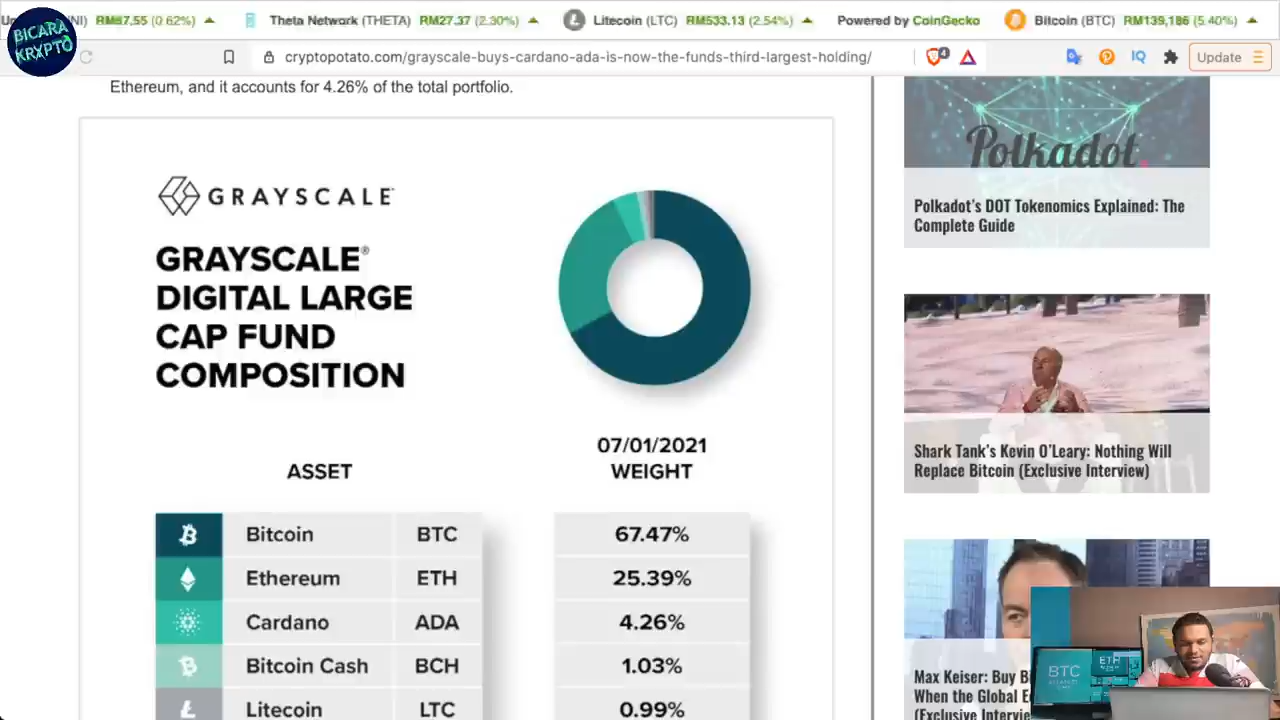 RM67.55 (0.62%)
Theta Network (THETA) RM27.37 (2.30%)
Litecoin (LTC) RM533.13 (2.54%)
Powered by CoinGecko
Bitcoin (BTC) RM139,186 (5.40%)
BICARA
KRXPTO
cryptopotato.com/grayscale-buys-cardano-ada-is-now-the-funds-third-largest-holding/
4
IQ
Update
Ethereum, and it accounts for 4.26% of the total portfolio.
GRAYSCALE
GRAYSCALE®
DIGITAL LARGE
CAP FUND
COMPOSITION
ASSET
07/01/2021
WEIGHT
Bitcoin BTC 67.47%
Ethereum ETH 25.39%
Cardano ADA 4.26%
Bitcoin Cash BCH 1.03%
Litecoin LTC 0.99%
Polkadot.
Polkadot's DOT Tokenomics Explained: The
Complete Guide
Shark Tank's Kevin O'Leary: Nothing Will
Replace Bitcoin (Exclusive Interview)
Max Keiser: Buy
When the Global
(Exclusive
BTC
ETH